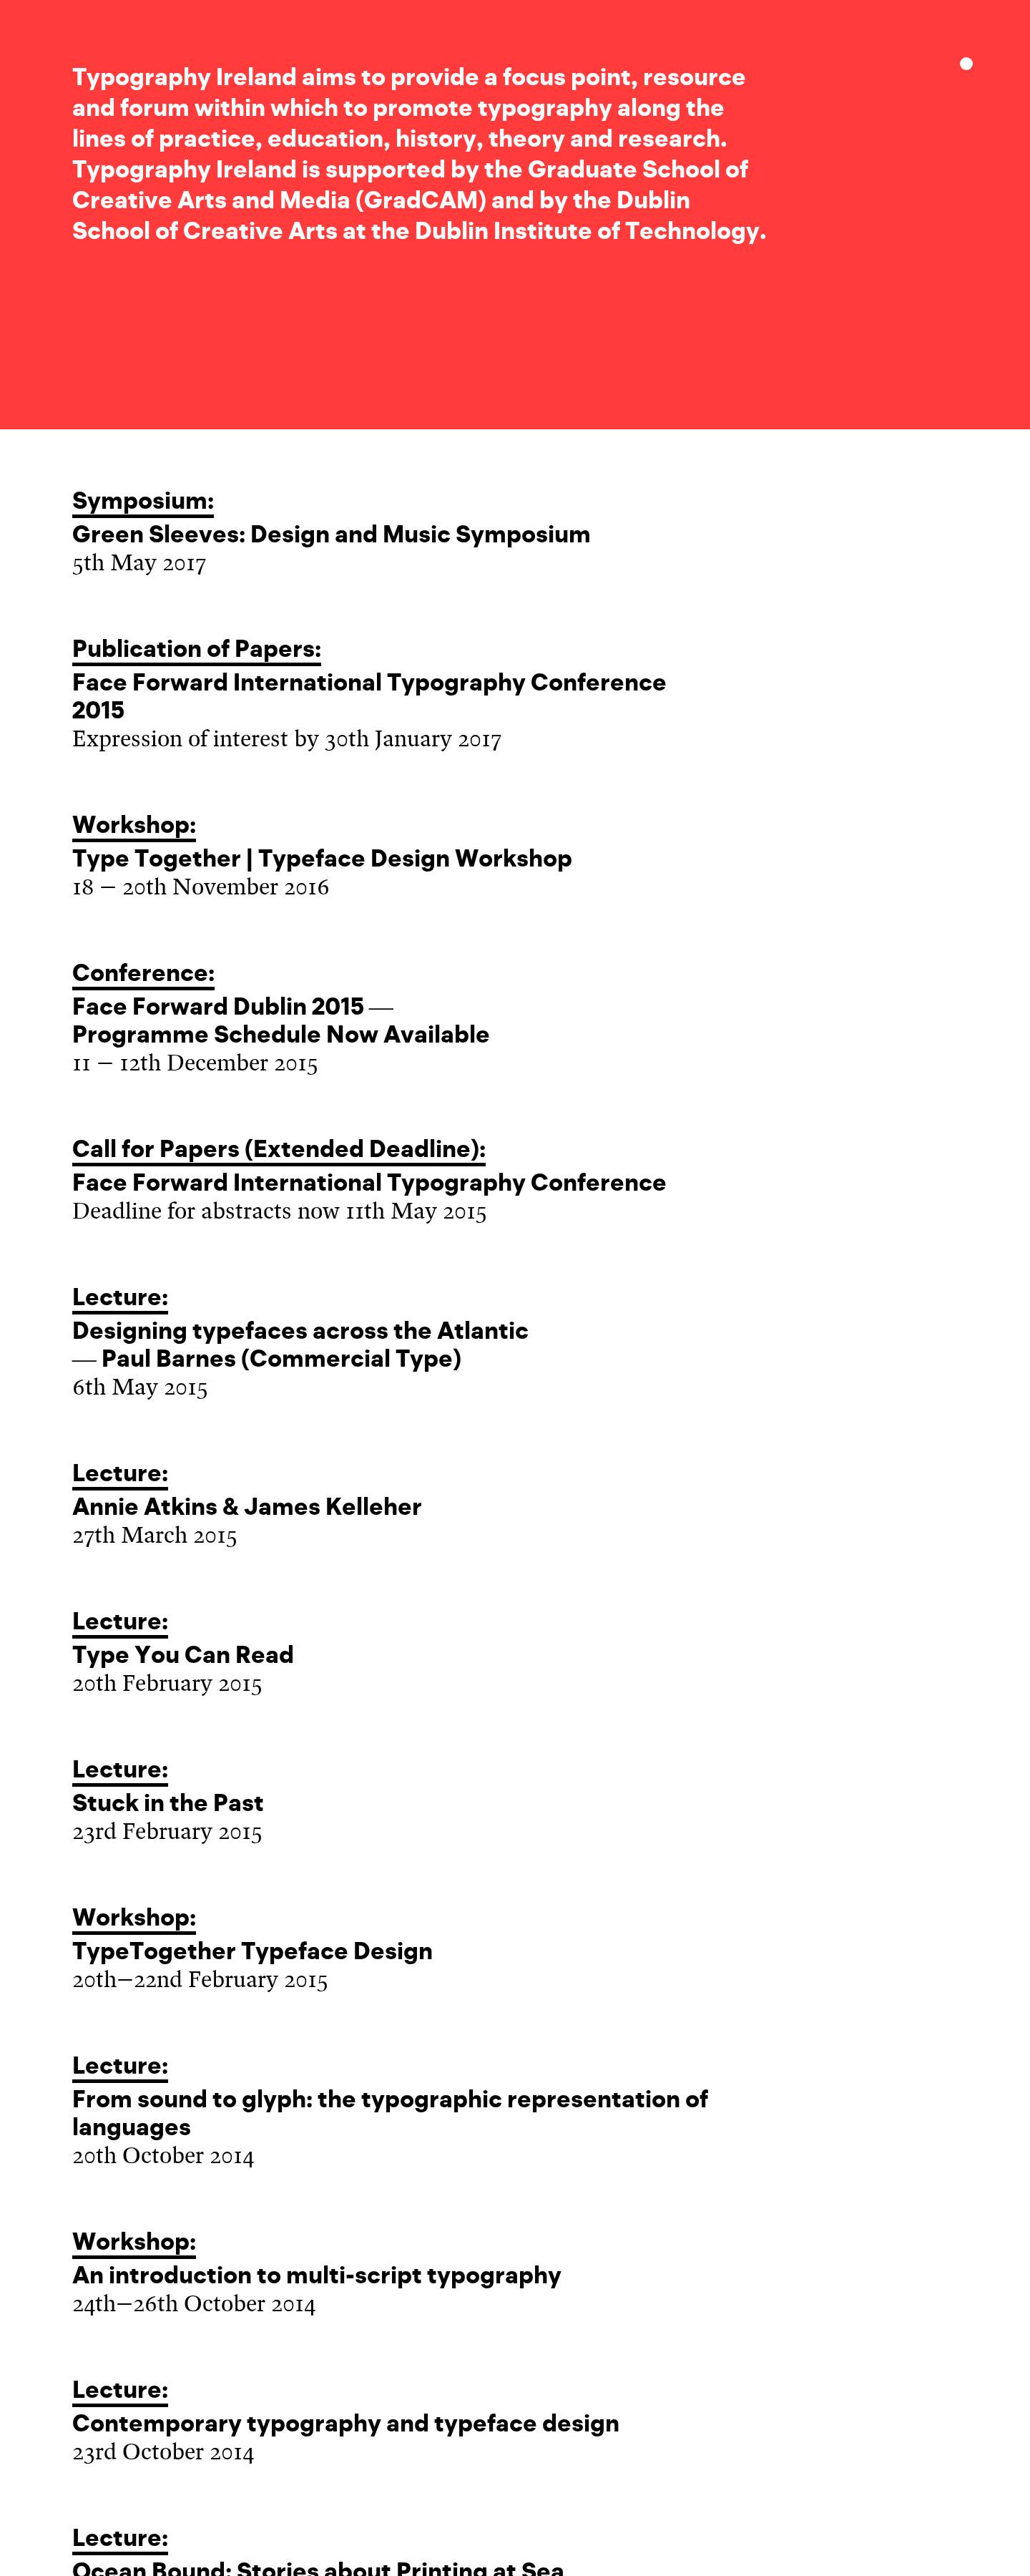 Typography Ireland aims to provide a focus point, resource
and forum within which to promote typography along the
lines of practice, education, history, theory and research.
Typography Ireland is supported by the Graduate School of
Creative Arts and Media (GradCAM) and by the Dublin
School of Creative Arts at the Dublin Institute of Technology.
Symposium:
Green Sleeves: Design and Music Symposium
5th May 2017
Publication of Papers:
Face Forward International Typography Conference
2015
Expression of interest by 30th January 2017
Workshop:
Type Together | Typeface Design Workshop
18 – 20th November 2016
Conference:
Face Forward Dublin 2015 —
Programme Schedule Now Available
11 – 12th December 2015
Call for Papers (Extended Deadline):
Face Forward International Typography Conference
Deadline for abstracts now 11th May 2015
Lecture:
Designing typefaces across the Atlantic
— Paul Barnes (Commercial Type)
6th May 2015
Lecture:
Annie Atkins & James Kelleher
27th March 2015
Lecture:
Type You Can Read
20th February 2015
Lecture:
Stuck in the Past
23rd February 2015
Workshop:
TypeTogether Typeface Design
20th–22nd February 2015
Lecture:
From sound to glyph: the typographic representation of
languages
20th October 2014
Workshop:
An introduction to multi-script typography
24th–26th October 2014
Lecture:
Contemporary typography and typeface design
23rd October 2014
Lecture:
Ocean Bound: Stories about Printing at Sea